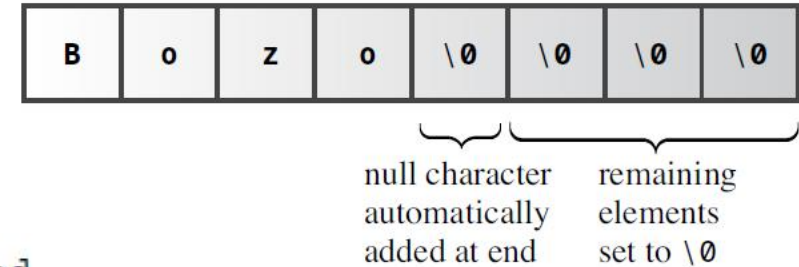 B o z o \0 \0 \0 \0
null character remaining
automatically elements
added at end set to \0